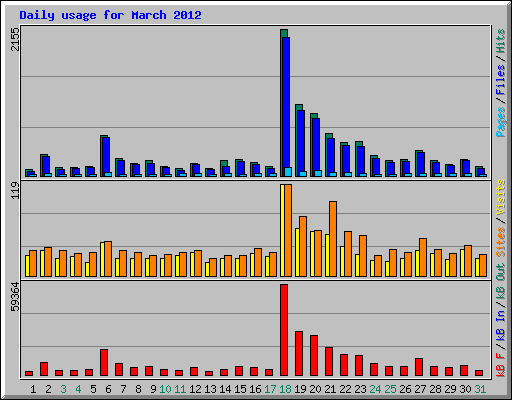 Daily usage for March 2012
2155
Pages / Files / Hits
119
Sites / Visits
59364
kB F / kB In / kB Out
1 2 3 4 5 6 7 8 9 10 11 12 13 14 15 16 17 18 19 20 21 22 23 24 25 26 27 28 29 30 31